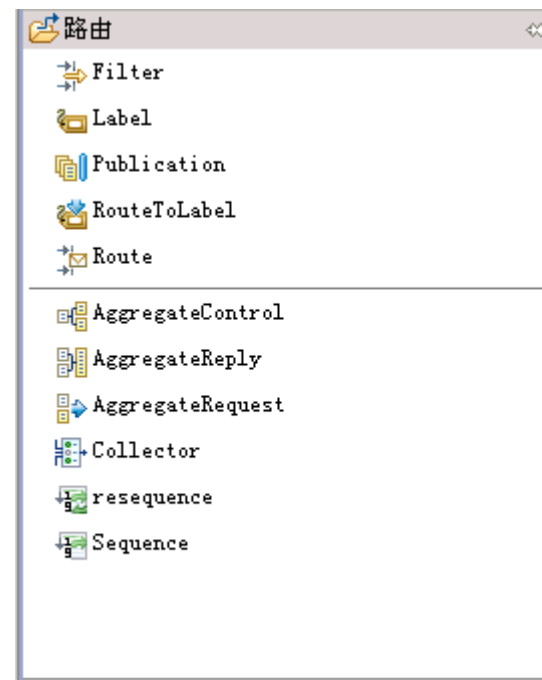 路由
Filter
Label
Publication
RouteToLabel
Route
AggregateControl
AggregateReply
AggregateRequest
Collector
resequence
Sequence